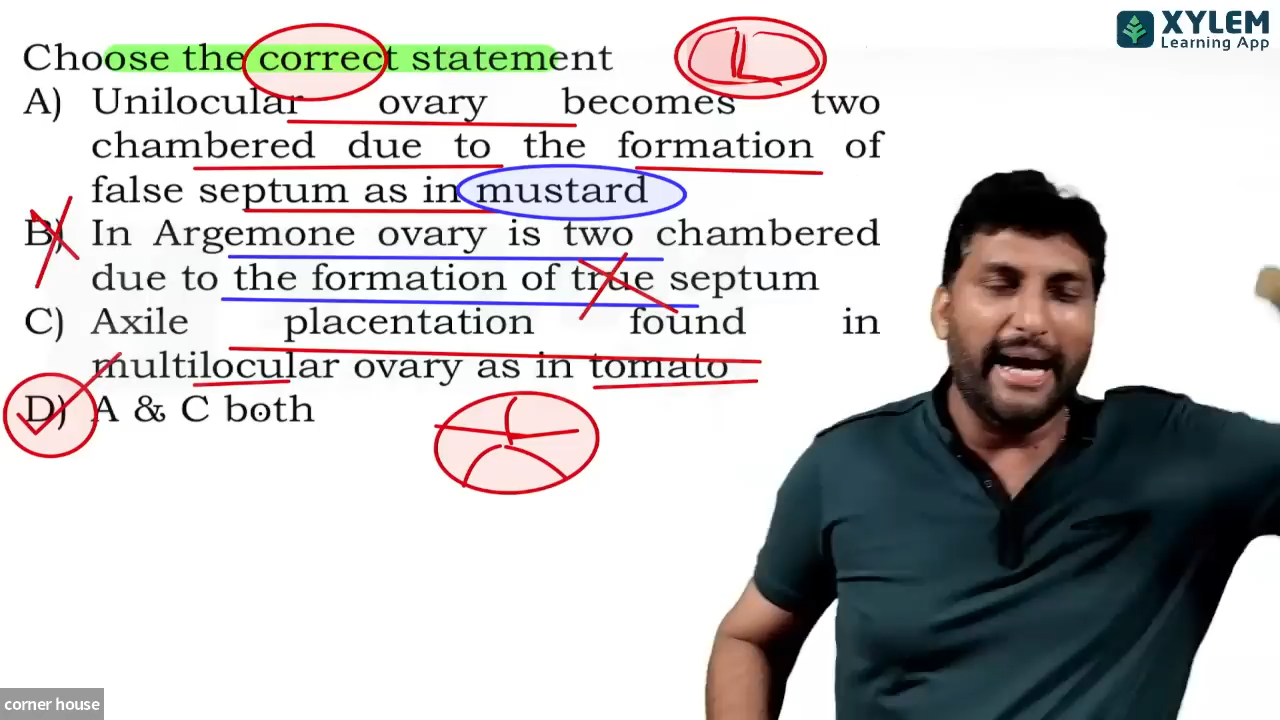 XYLEM
Learning App
Choose the correct statement
A) Unilocular ovary becomes two
chambered due to the formation of
false septum as in mustard
B) In Argemone ovary is two chambered
due to the formation of true septum
C) Axile placentation found in
multilocular ovary as in tomato
D) A & C both
corner house